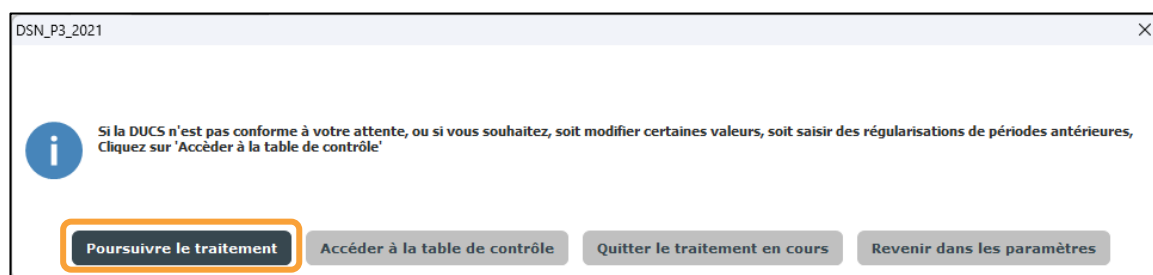 DSN_P3_2021
Si la DUCS n'est pas conforme à votre attente, ou si vous souhaitez, soit modifier certaines valeurs, soit saisir des régularisations de périodes antérieures,
Cliquez sur 'Accèder à la table de contrôle'
Poursuivre le traitement Accéder à la table de contrôle Quitter le traitement en cours Revenir dans les paramètres